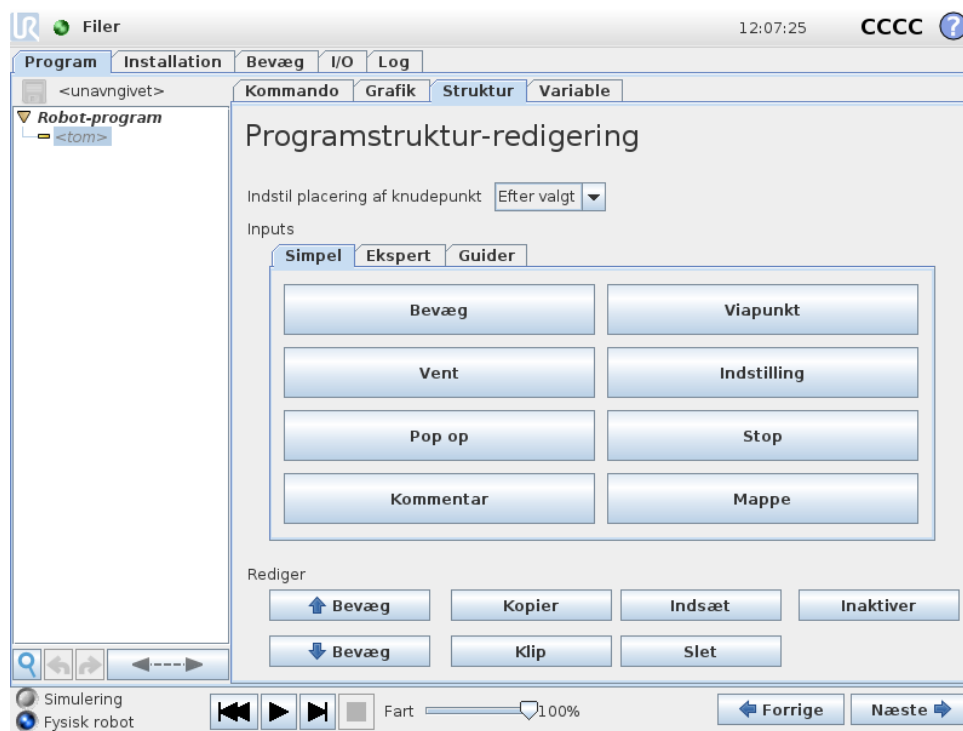 UR Filer 12:07:25 CCCC ?
Program Installation Bevæg I/O Log
<unavngivet>
Kommando Grafik Struktur Variable
Robot-program
<tom>
Programstruktur-redigering
Indstil placering af knudepunkt Efter valgt
Inputs
Simpel Ekspert Guider
Bevæg Viapunkt
Vent Indstilling
Pop op Stop
Kommentar Mappe
Rediger
Bevæg Kopier Indsæt Inaktiver
Bevæg Klip Slet
Simulering
Fysisk robot
Fart 100%
Forrige Næste